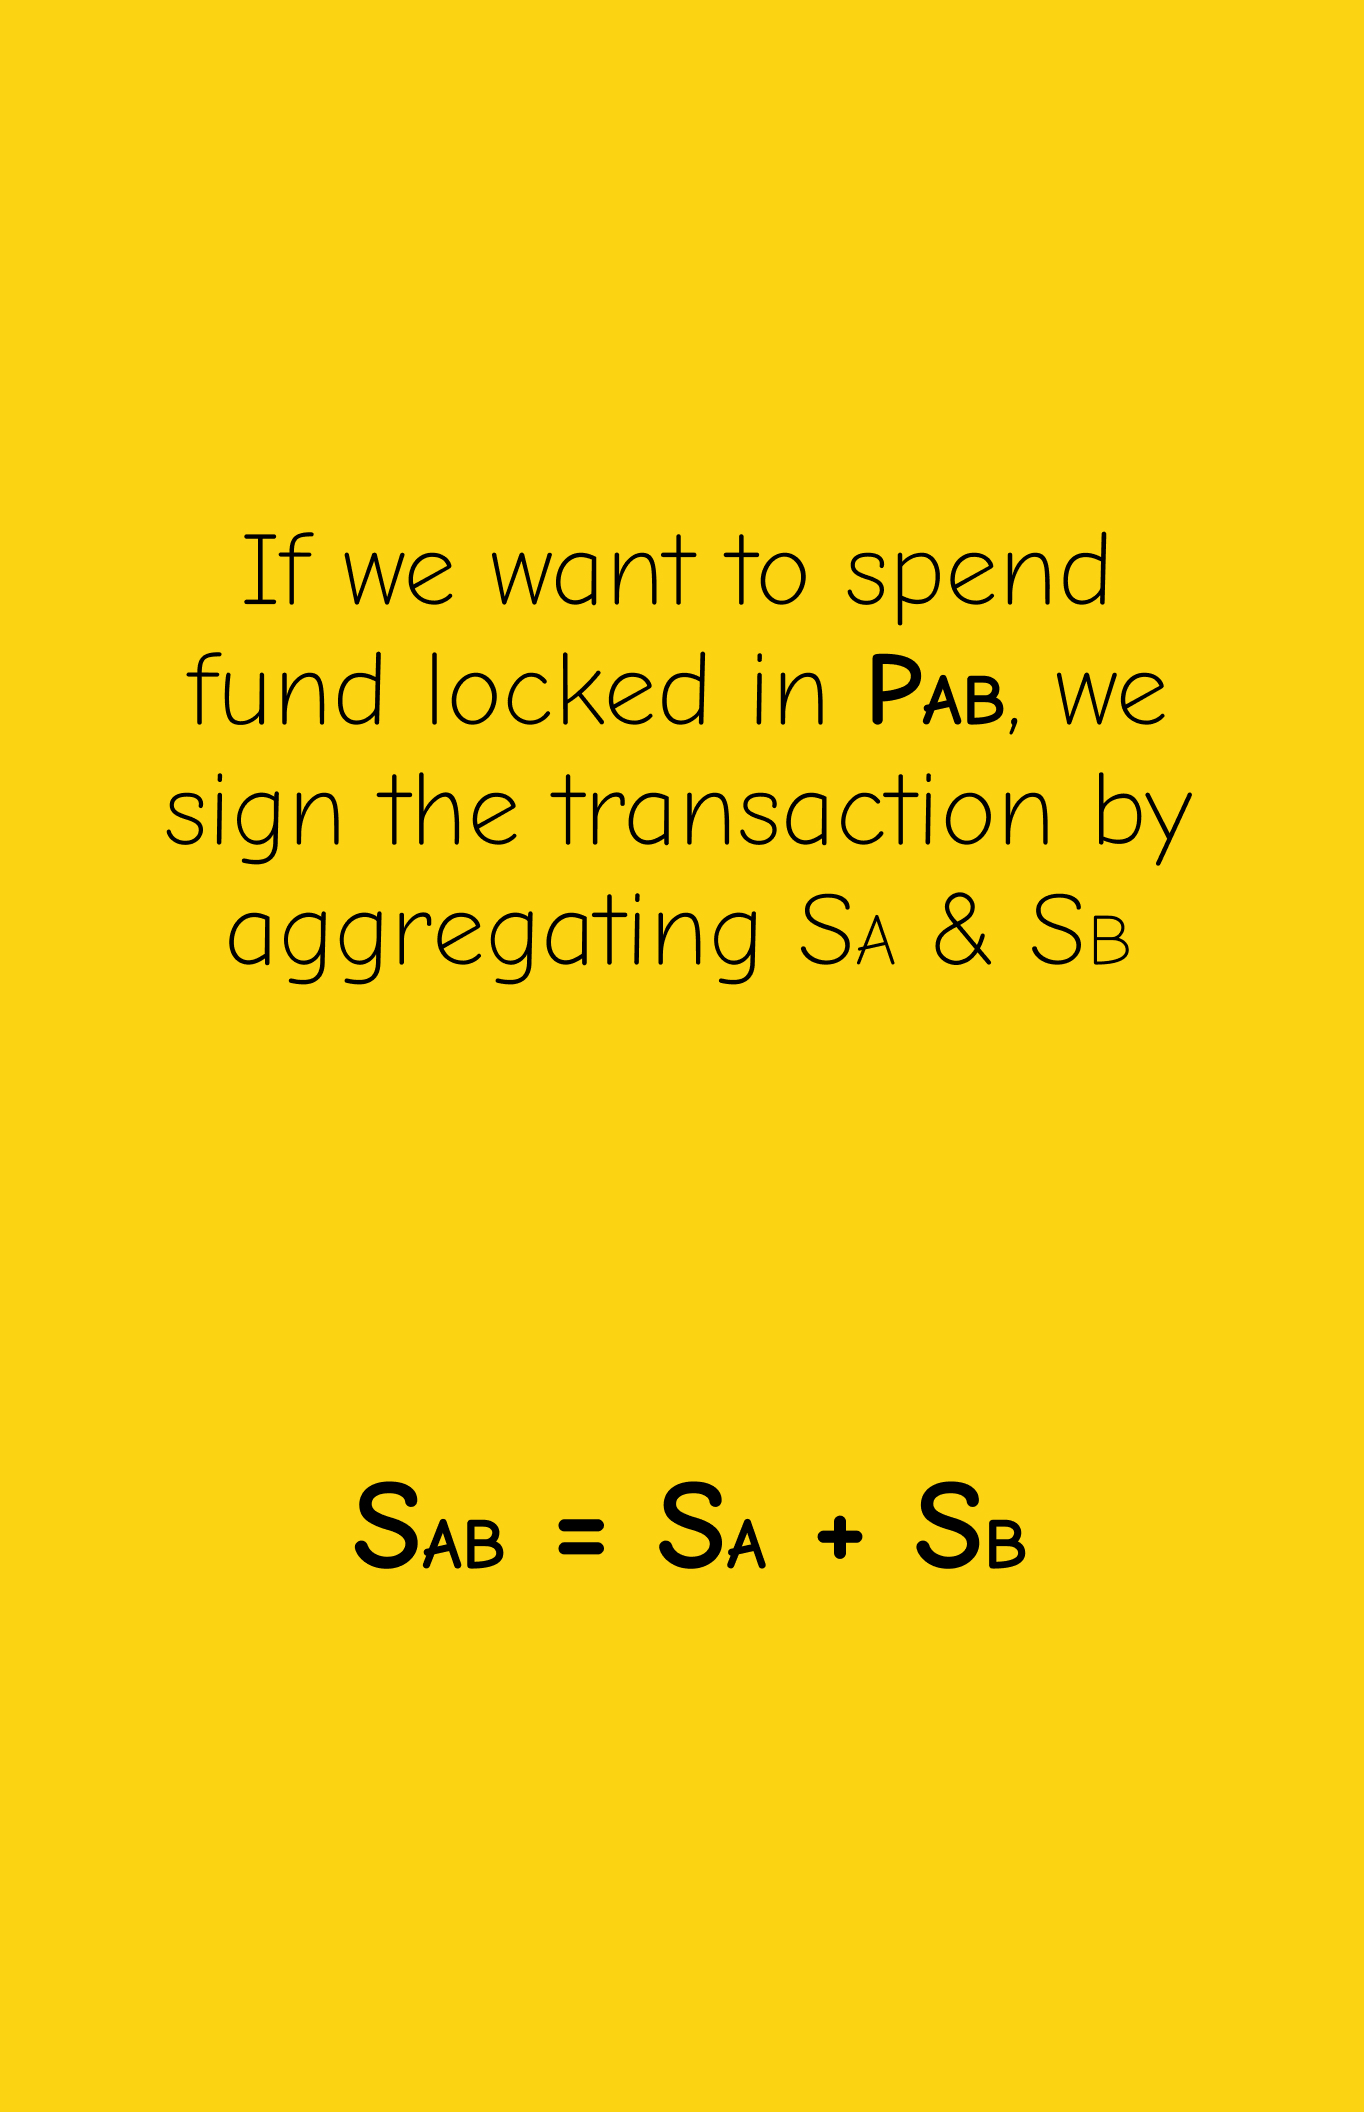 If we want to spend
fund locked in PAB, we
sign the transaction by
aggregating SA & SB
SAB = SA + SB